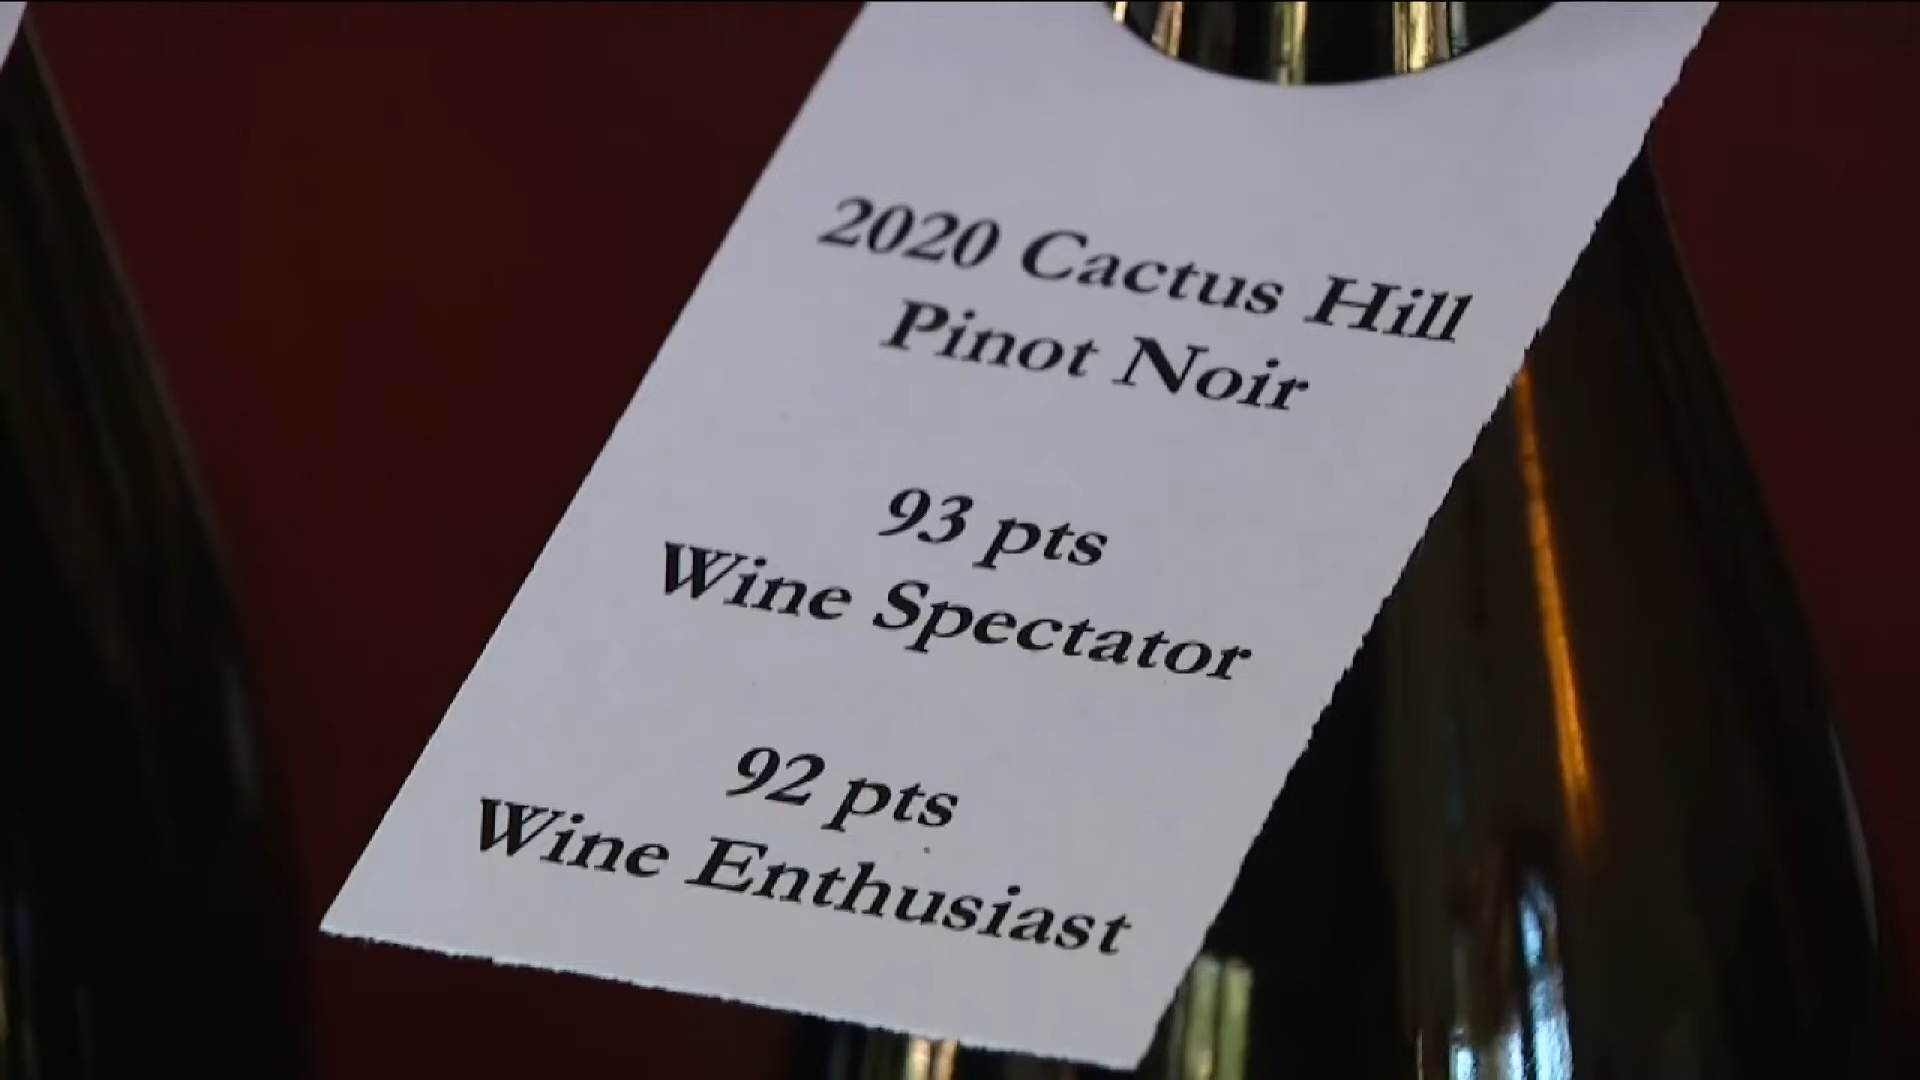 2020 Cactus Hill
Pinot Noir
93 pts
Wine Spectator
92 pts
Wine Enthusiast